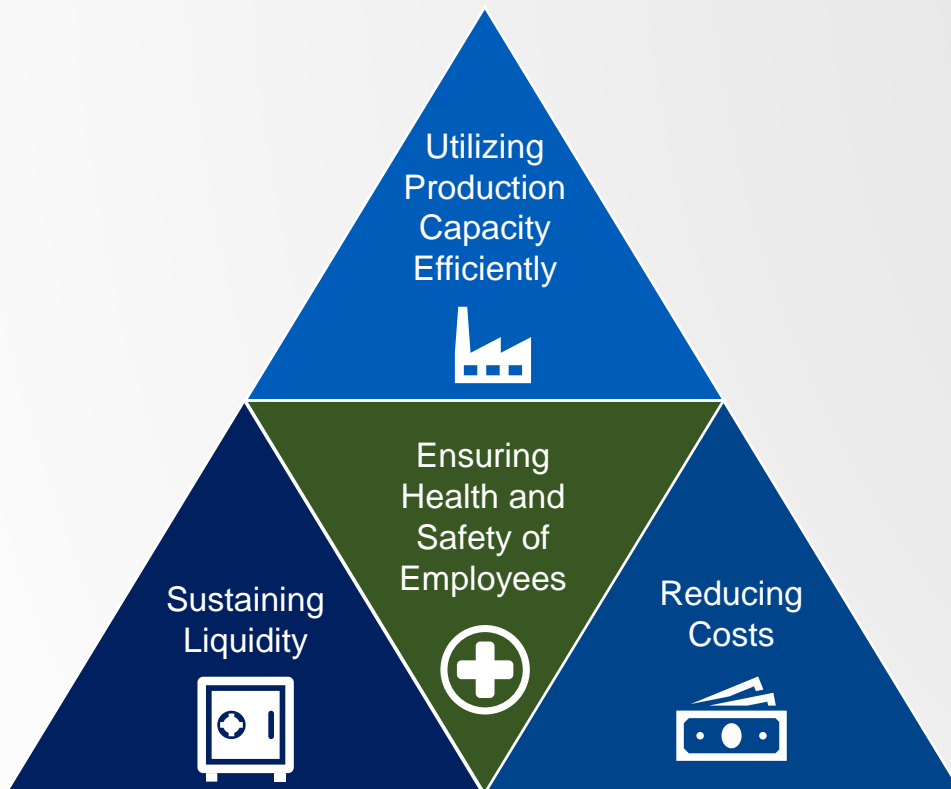 Utilizing
Production
Capacity
Efficiently
Ensuring
Health and
Safety of
Employees
Sustaining
Liquidity
Reducing
Costs